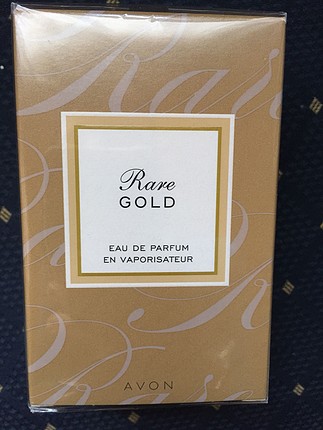 Rare
GOLD
EAU DE PARFUM
EN VAPORISATEUR
AVON